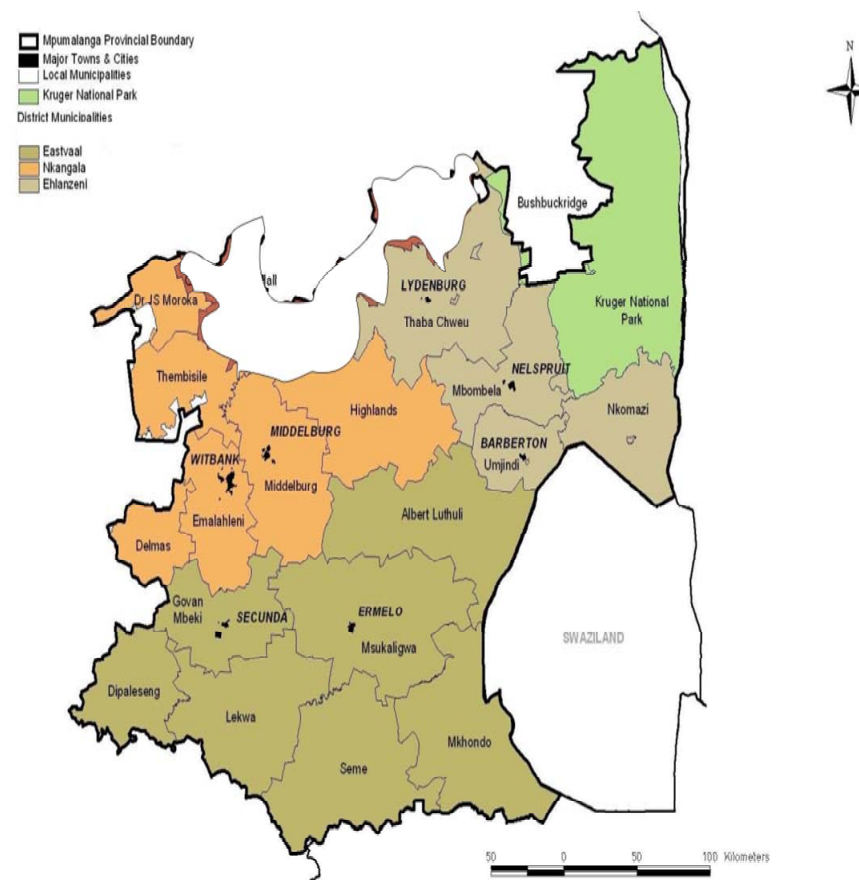 Mpumalanga Provincial Boundary
Major Towns & Cities
Local Municipalities
Kruger National Park
District Municipalities
Eastvaal
Nkangala
Ehlanzeni
N
Bushbuckridge
Dr JS Moroka
LYDENBURG
Thaba Chweu
Kruger National
Park
Thembisile
NELSPRUIT
Mbombela
Nkomazi
Highlands
MIDDELBURG
BARBERTON
Umjindi
WITBANK
Middelburg
Emalahleni
Albert Luthuli
Delmas
Govan
Mbeki
SECUNDA
ERMELO
Msukaligwa
SWAZILAND
Dipaleseng
Lekwa
Mkhondo
Seme
50 0 50 100 Kilometers